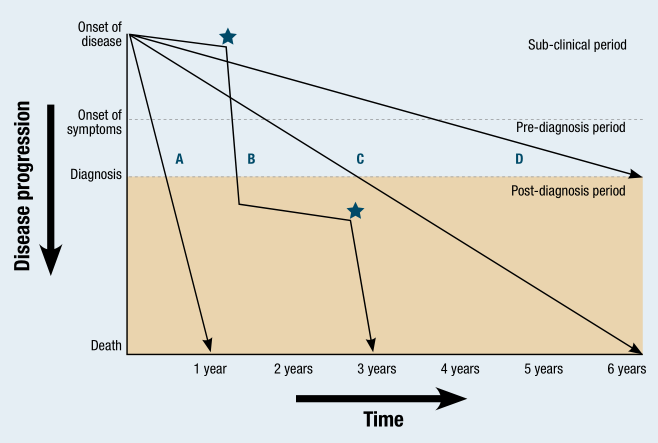 Onset of
disease
Sub-clinical period
Onset of
symptoms
Pre-diagnosis period
A
B
C
D
Diagnosis
Post-diagnosis period
Disease progression
Death
1 year
2 years
3 years
4 years
5 years
6 years
Time